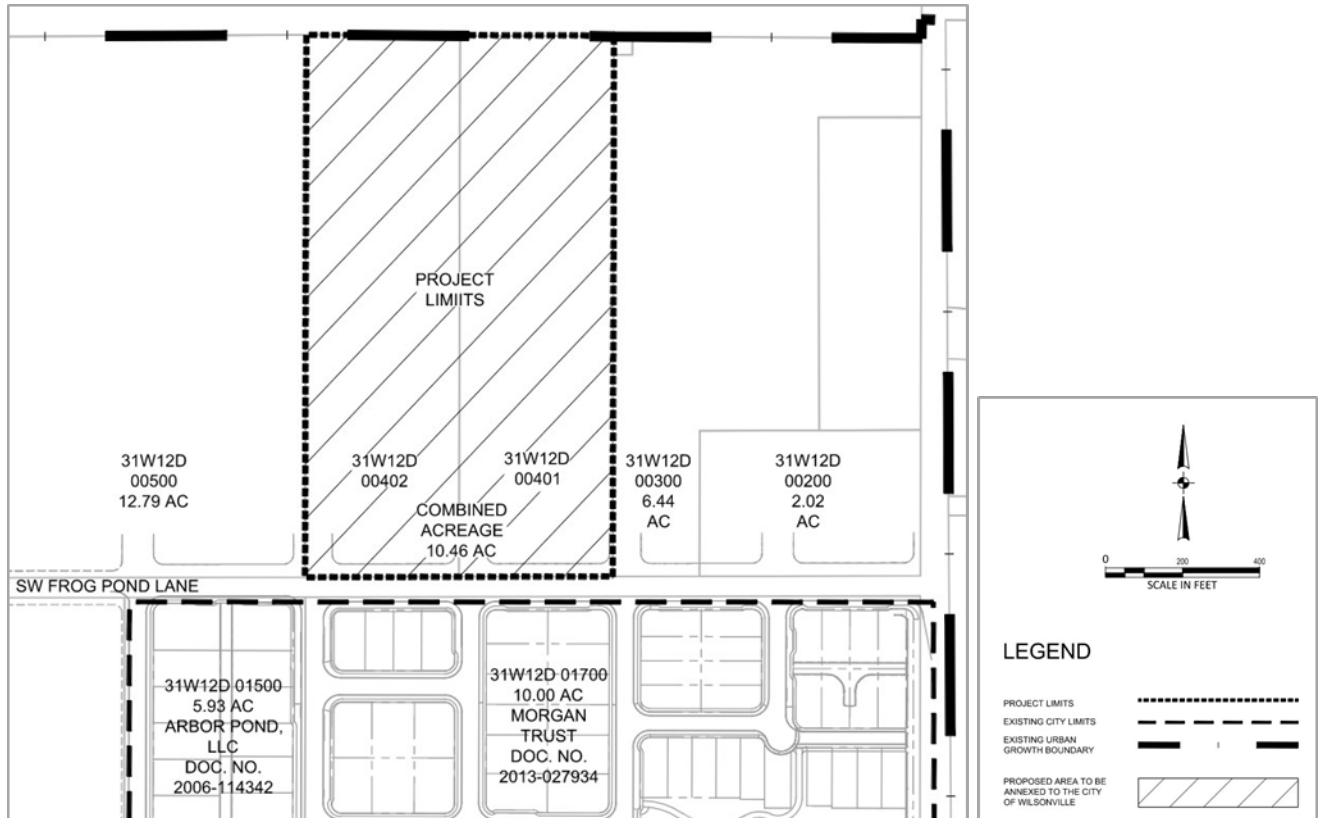 PROJECT
LIMIITS
31W12D
00500
12.79 AC
31W12D
00402
31W12D
00401
COMBINED
ACREAGE
10.46 AC
31W12D
00300
6.44
AC
31W12D
00200
2.02
AC
SW FROG POND LANE
31W12D 01500
5.93 AC
ARBOR POND,
LLC
DOC. NO.
2006-114342
31W12D 01700
10.00 AC
MORGAN
TRUST
DOC. NO.
2013-027934
0 200 400
SCALE IN FEET
LEGEND
PROJECT LIMITS
EXISTING CITY LIMITS
EXISTING URBAN
GROWTH BOUNDARY
PROPOSED AREA TO BE
ANNEXED TO THE CITY
OF WILSONVILLE